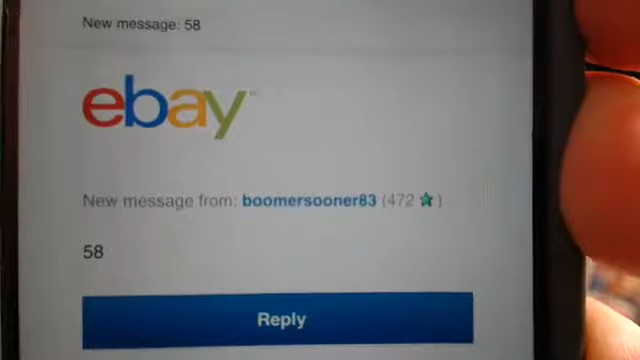 New message: 58
ebay
New message from: boomersooner83 (472 ★)
58
Reply